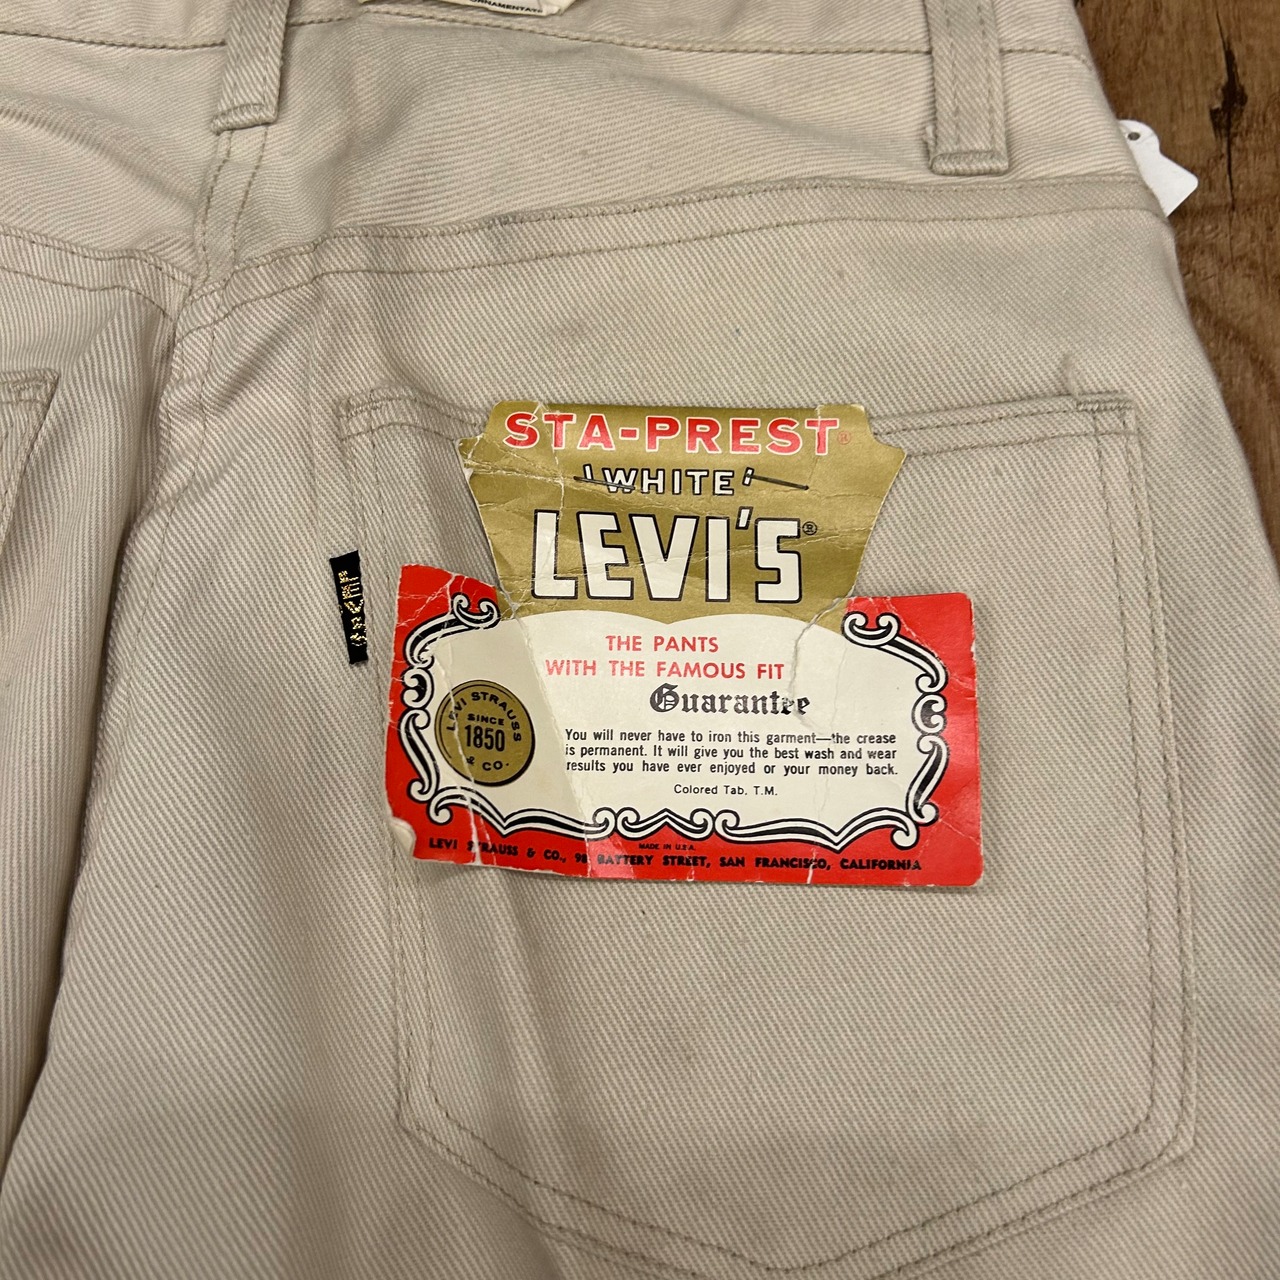 ORNAMENTATI
STA-PREST®
'WHITE'
LEVI'S®
LEVI'S
THE PANTS
WITH THE FAMOUS FIT
Guarantee
LEVI STRAUSS
SINCE
1850
& CO.
You will never have to iron this garment—the crease
is permanent. It will give you the best wash and wear
results you have ever enjoyed or your money back.
Colored Tab. T.M.
MADE IN U.S.A.
LEVI STRAUSS & CO., 98 BATTERY STREET, SAN FRANCISCO, CALIFORNIA